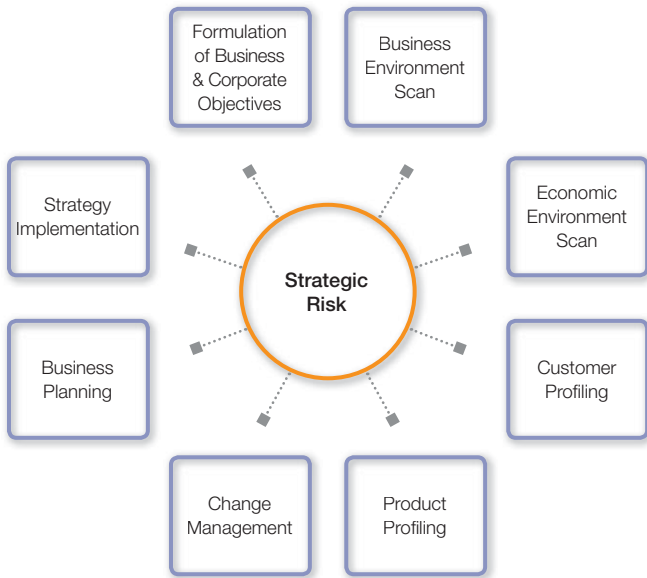 Formulation
of Business
& Corporate
Objectives
Business
Environment
Scan
Strategy
Implementation
Economic
Environment
Scan
Strategic
Risk
Business
Planning
Customer
Profiling
Change
Management
Product
Profiling